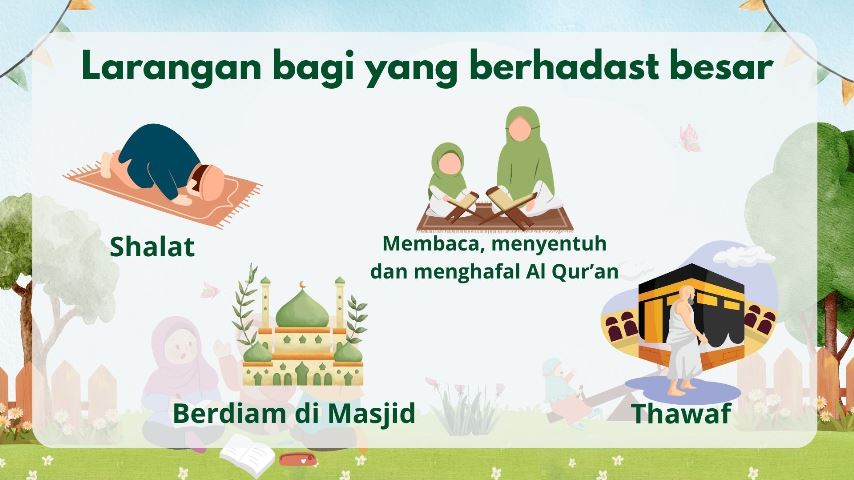 Larangan bagi yang berhadast besar
Shalat
Membaca, menyentuh
dan menghafal Al Qur’an
Berdiam di Masjid
Thawaf